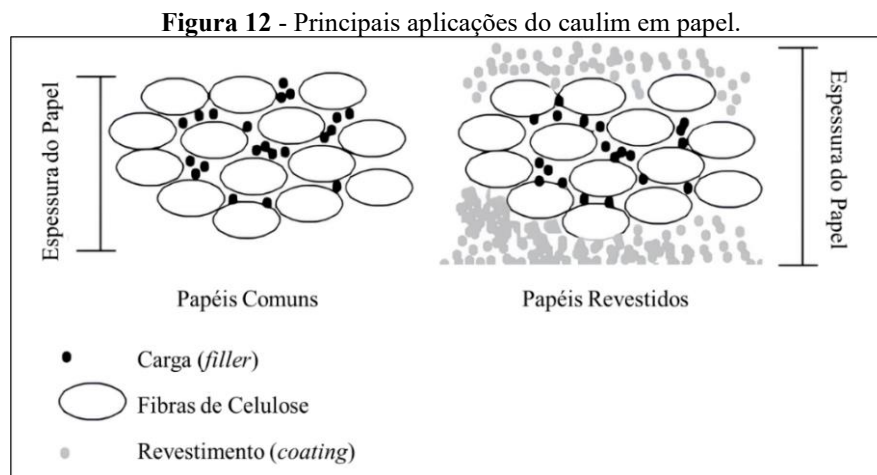 Figura 12 - Principais aplicações do caulim em papel.
Espessura do Papel
Espessura do Papel
Papéis Comuns
Papéis Revestidos
Carga (filler)
Fibras de Celulose
Revestimento (coating)